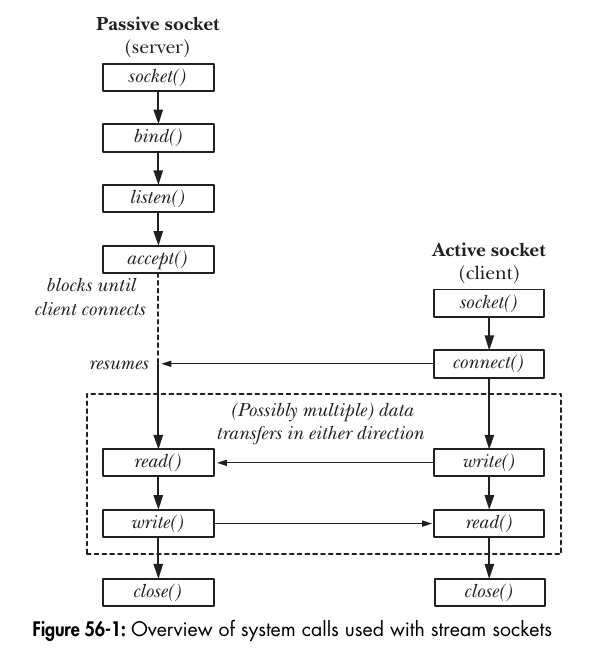 Passive socket
(server)
socket()
bind()
listen()
accept()
blocks until
client connects
resumes
Active socket
(client)
socket()
connect()
(Possibly multiple) data
transfers in either direction
read()
write()
write()
read()
close()
close()
Figure 56-1: Overview of system calls used with stream sockets